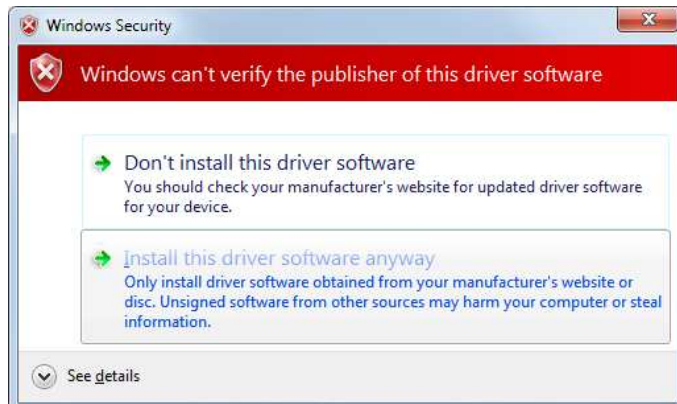 Windows Security
Windows can't verify the publisher of this driver software
Don't install this driver software
You should check your manufacturer's website for updated driver software
for your device.
Install this driver software anyway
Only install driver software obtained from your manufacturer's website or
disc. Unsigned software from other sources may harm your computer or steal
information.
See details